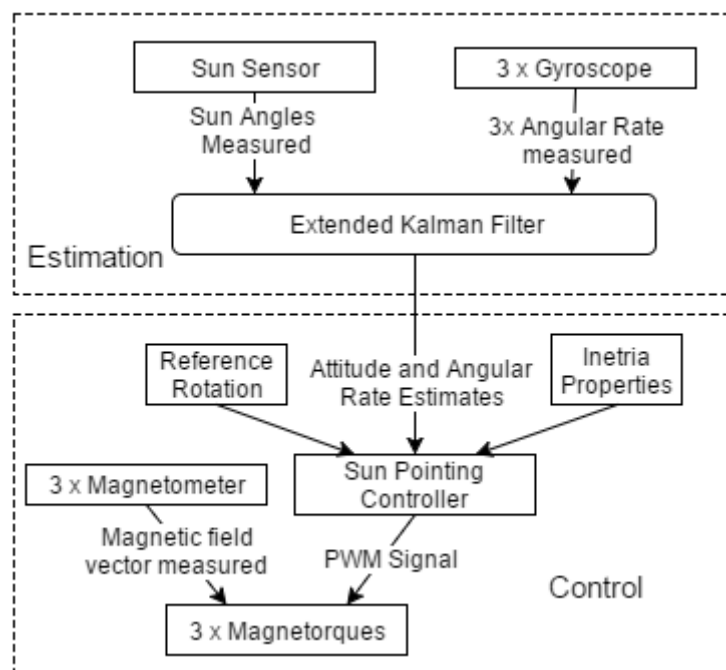 Sun Sensor
3 x Gyroscope
Sun Angles
Measured
3x Angular Rate
measured
Extended Kalman Filter
Estimation
Reference
Rotation
Attitude and Angular
Rate Estimates
Inetria
Properties
Sun Pointing
Controller
3 x Magnetometer
Magnetic field
vector measured
PWM Signal
Control
3 x Magnetorques